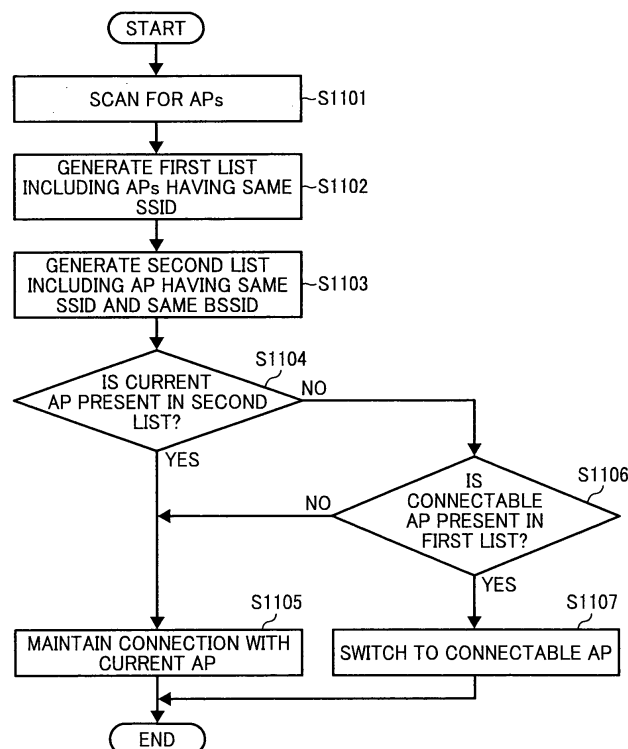 START
SCAN FOR APs
S1101
GENERATE FIRST LIST
INCLUDING APs HAVING SAME
SSID
S1102
GENERATE SECOND LIST
INCLUDING AP HAVING SAME
SSID AND SAME BSSID
S1103
S1104
IS CURRENT
AP PRESENT IN SECOND
LIST?
NO
YES
S1106
IS
CONNECTABLE
AP PRESENT IN
FIRST LIST?
NO
YES
S1105
MAINTAIN CONNECTION WITH
CURRENT AP
S1107
SWITCH TO CONNECTABLE AP
END